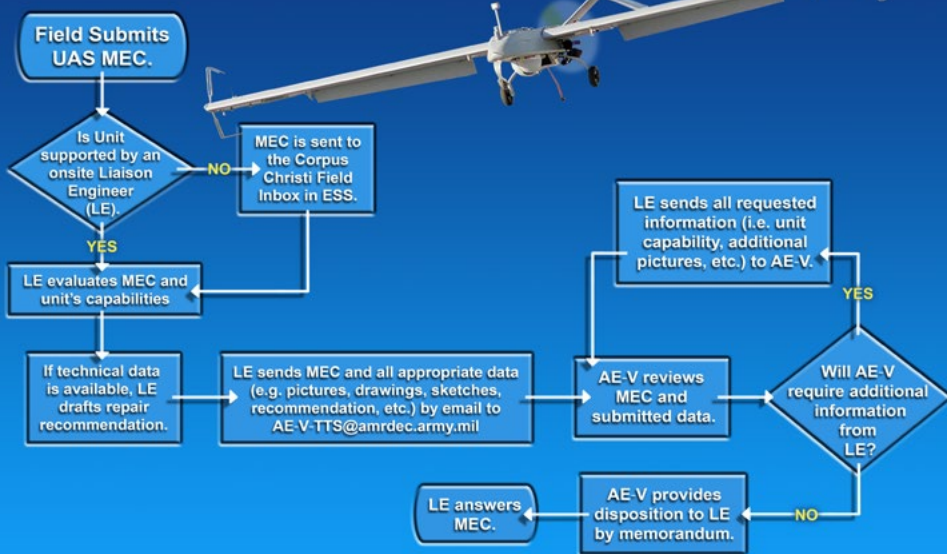 Field Submits
UAS MEC.
Is Unit
supported by an
onsite Liaison
Engineer
(LE).
NO
MEC is sent to
the Corpus
Christi Field
Inbox in ESS.
YES
LE evaluates MEC and
unit's capabilities
If technical data
is available, LE
drafts repair
recommendation.
LE sends MEC and all appropriate data
(e.g. pictures, drawings, sketches,
recommendation, etc.) by email to
AE-V-TTS@amrdec.army.mil
AE-V reviews
MEC and
submitted data.
Will AE-V
require additional
information
from
LE?
YES
LE sends all requested
information (i.e. unit
capability, additional
pictures, etc.) to AE-V.
NO
AE-V provides
disposition to LE
by memorandum.
LE answers
MEC.